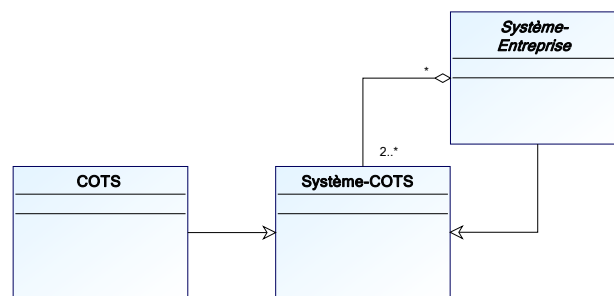 Système-
Entreprise
*
2..*
COTS
Système-COTS